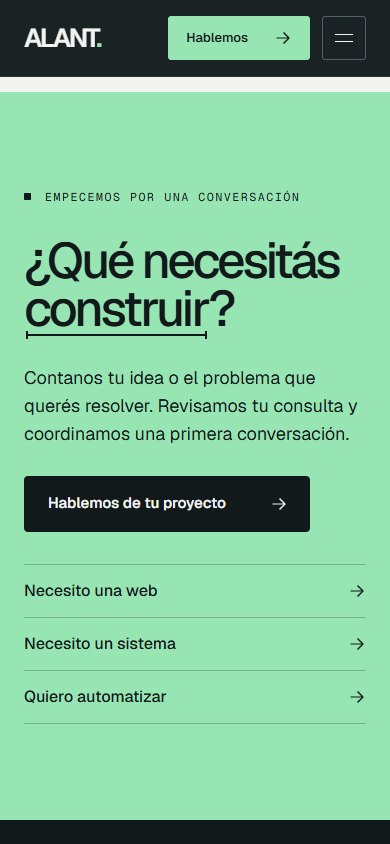 ALANT.
Hablemos
EMPECEMOS POR UNA CONVERSACIÓN
¿Qué necesitás
construir?
Contanos tu idea o el problema que
querés resolver. Revisamos tu consulta y
coordinamos una primera conversación.
Hablemos de tu proyecto
Necesito una web
Necesito un sistema
Quiero automatizar